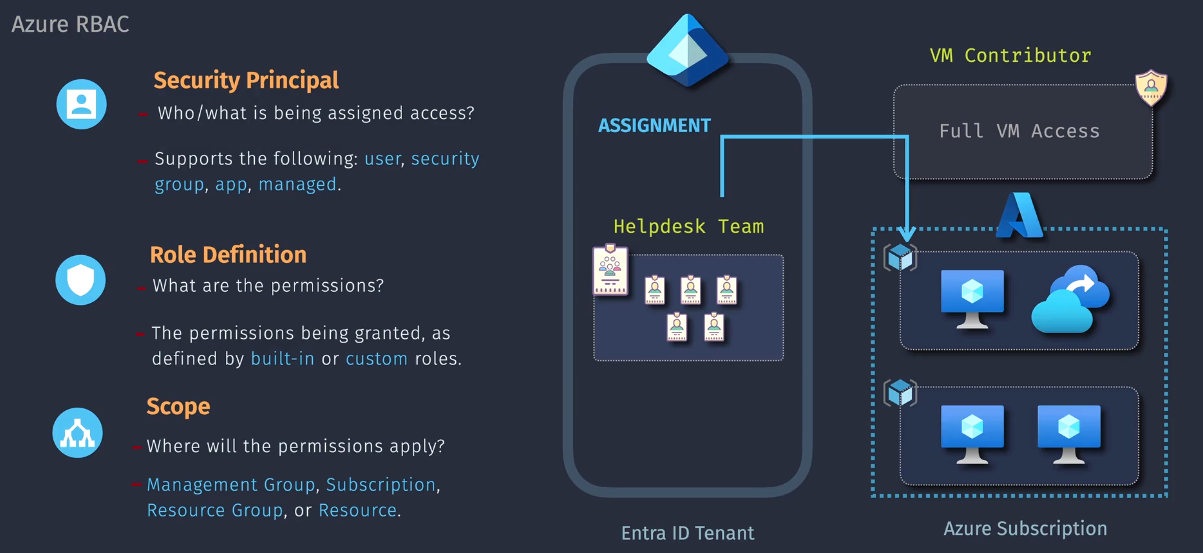 Azure RBAC
Security Principal
Who/what is being assigned access?
Supports the following: user, security
group, app, managed.
Role Definition
What are the permissions?
The permissions being granted, as
defined by built-in or custom roles.
Scope
Where will the permissions apply?
Management Group, Subscription,
Resource Group, or Resource.
ASSIGNMENT
Helpdesk Team
Entra ID Tenant
VM Contributor
Full VM Access
Azure Subscription